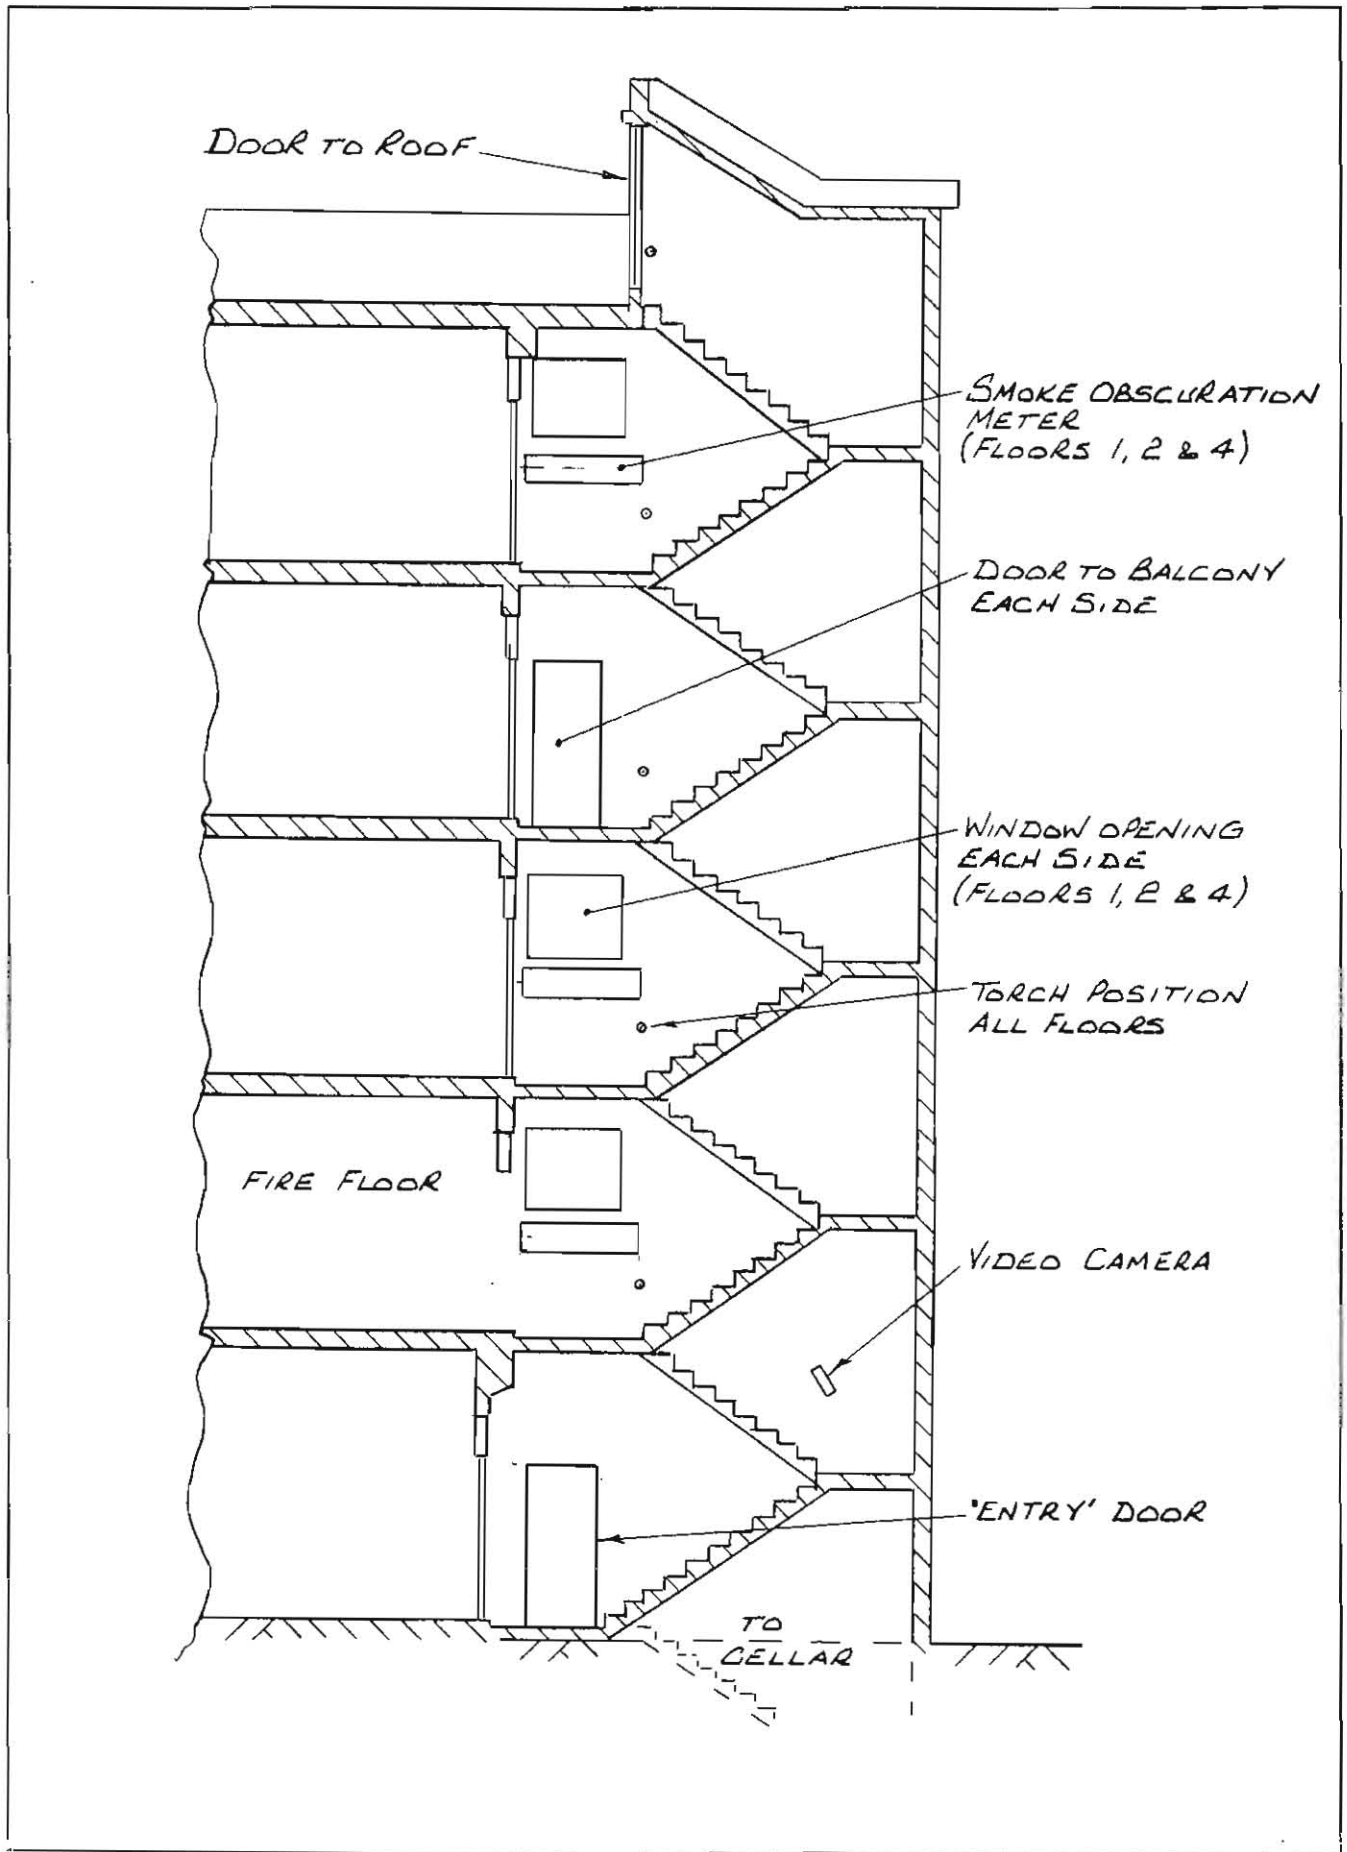 DOOR TO ROOF
SMOKE OBSCURATION
METER
(FLOORS 1, 2 & 4)
DOOR TO BALCONY
EACH SIDE
WINDOW OPENING
EACH SIDE
(FLOORS 1, 2 & 4)
TORCH POSITION
ALL FLOORS
FIRE FLOOR
VIDEO CAMERA
'ENTRY' DOOR
TO
CELLAR